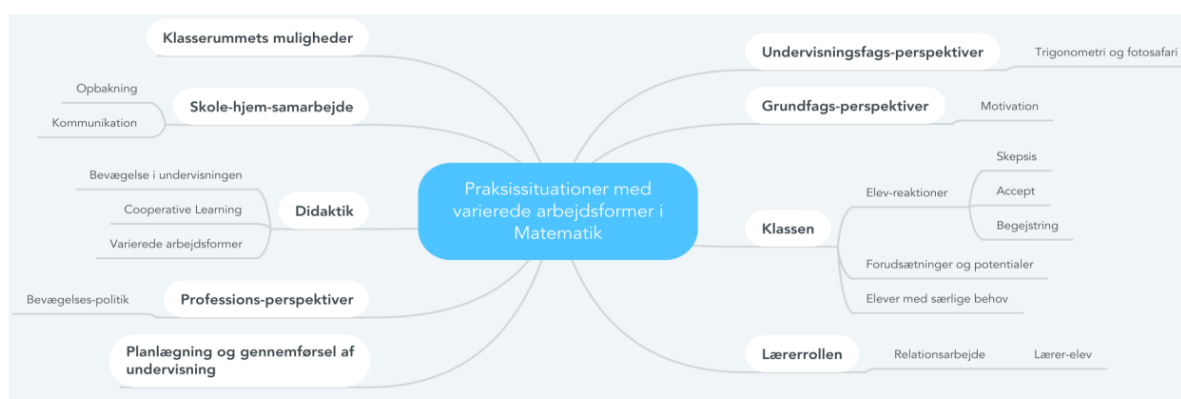 Praksissituationer med
varierede arbejdsformer i
Matematik
Klasserummets muligheder
Skole-hjem-samarbejde
Opbakning
Kommunikation
Didaktik
Bevægelse i undervisningen
Cooperative Learning
Varierede arbejdsformer
Professions-perspektiver
Bevægelses-politik
Planlægning og gennemførsel af
undervisning
Undervisningsfags-perspektiver
Trigonometri og fotosafari
Grundfags-perspektiver
Motivation
Klassen
Elev-reaktioner
Skepsis
Accept
Begejstring
Forudsætninger og potentialer
Elever med særlige behov
Lærerrollen
Relationsarbejde
Lærer-elev